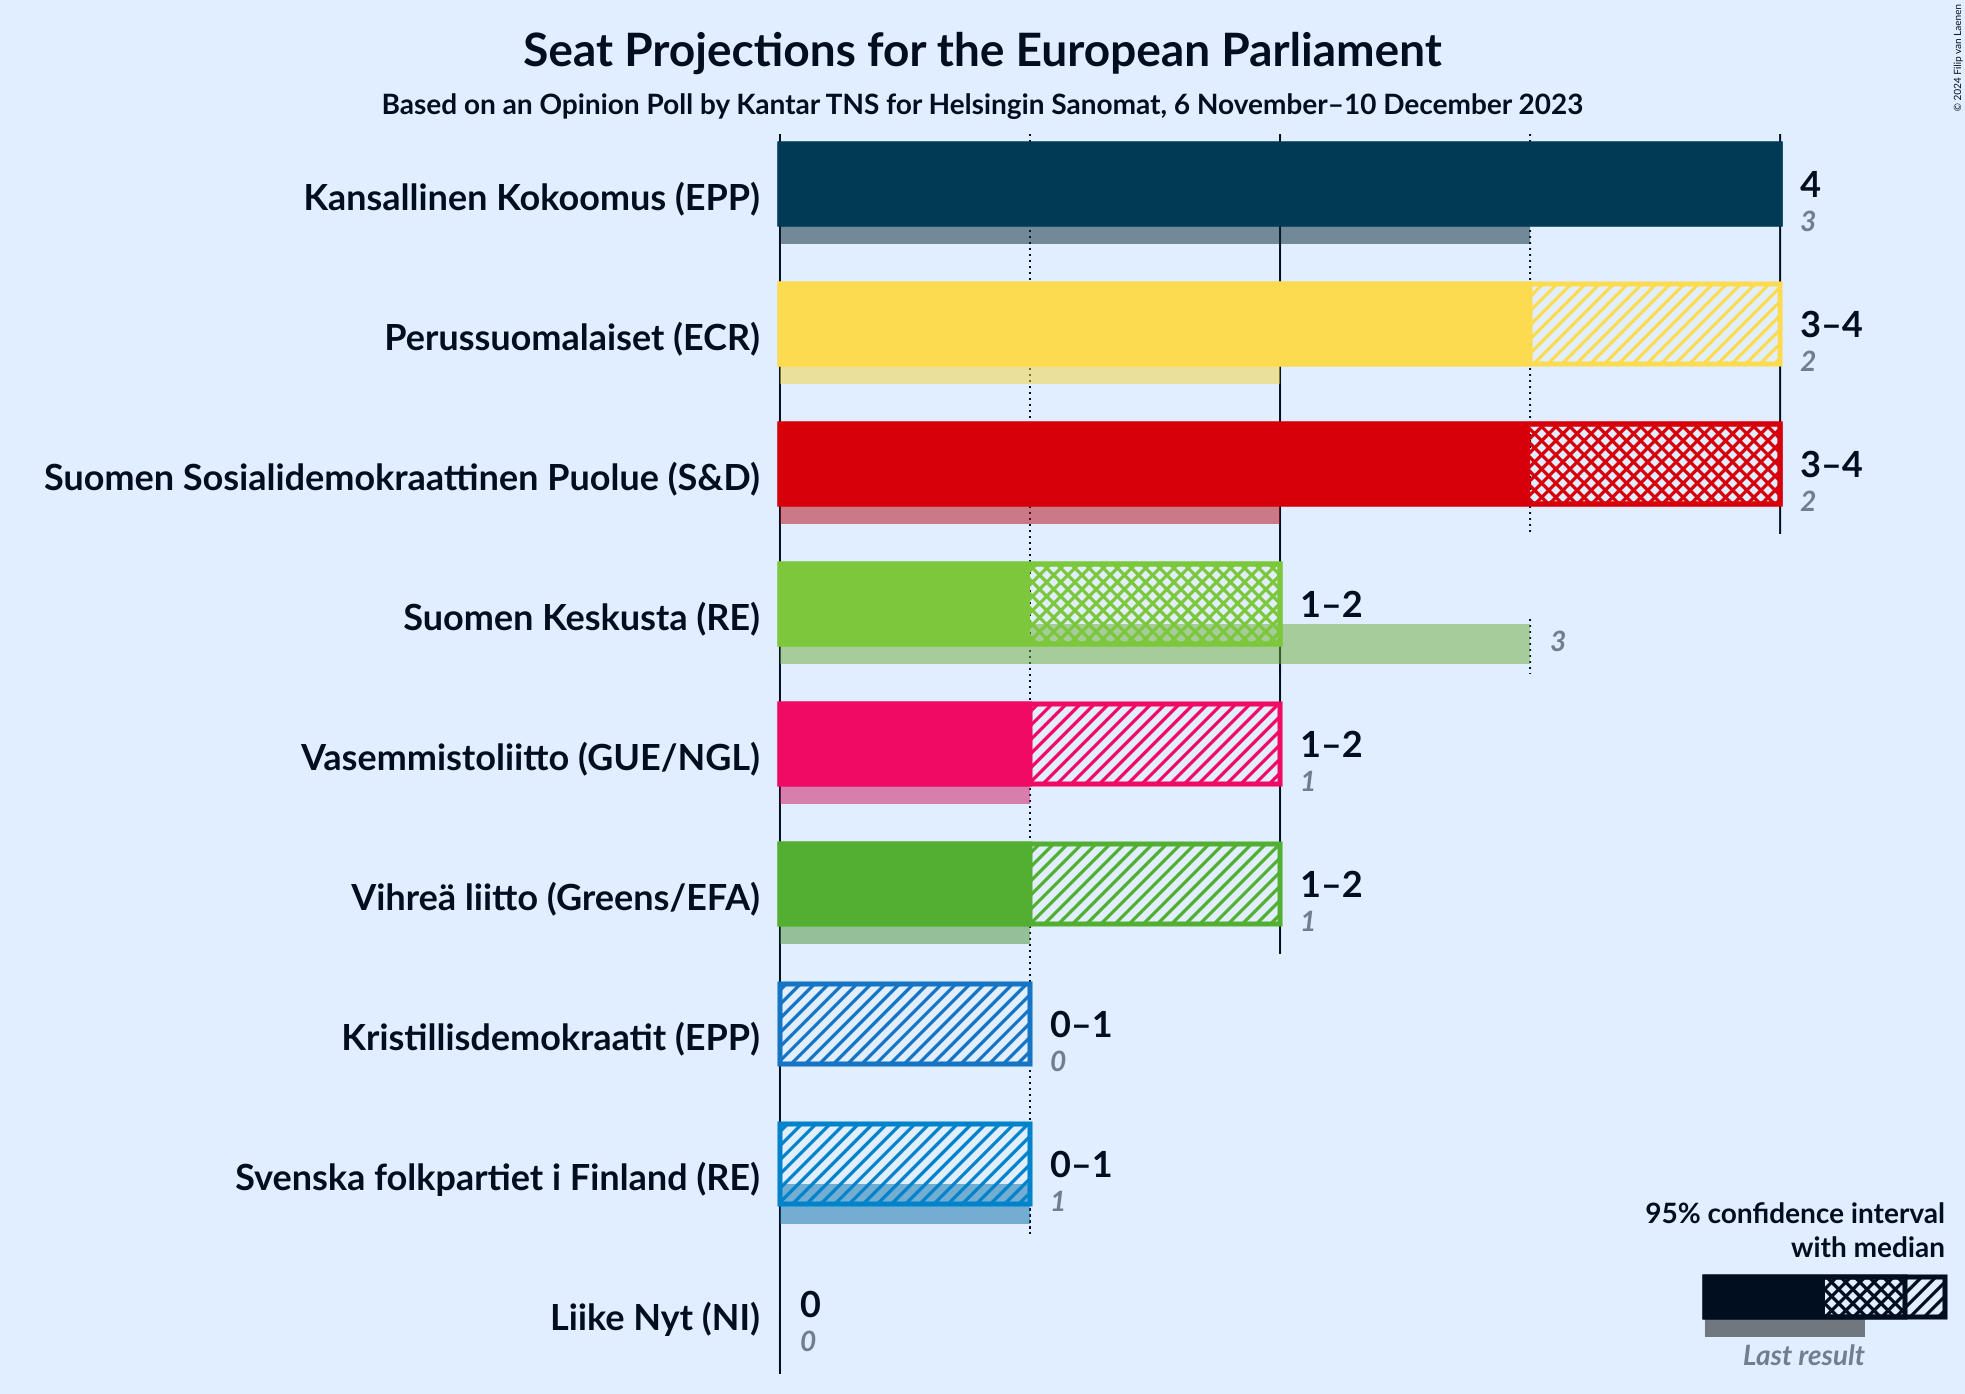 Seat Projections for the European Parliament
Based on an Opinion Poll by Kantar TNS for Helsingin Sanomat, 6 November–10 December 2023
© 2024 Filip van Laenen
Kansallinen Kokoomus (EPP)
4
3
Perussuomalaiset (ECR)
3–4
2
Suomen Sosialidemokraattinen Puolue (S&D)
3–4
2
Suomen Keskusta (RE)
1–2
3
Vasemmistoliitto (GUE/NGL)
1–2
1
Vihreä liitto (Greens/EFA)
1–2
1
Kristillisdemokraatit (EPP)
0–1
0
Svenska folkpartiet i Finland (RE)
0–1
1
Liike Nyt (NI)
0
0
95% confidence interval
with median
Last result